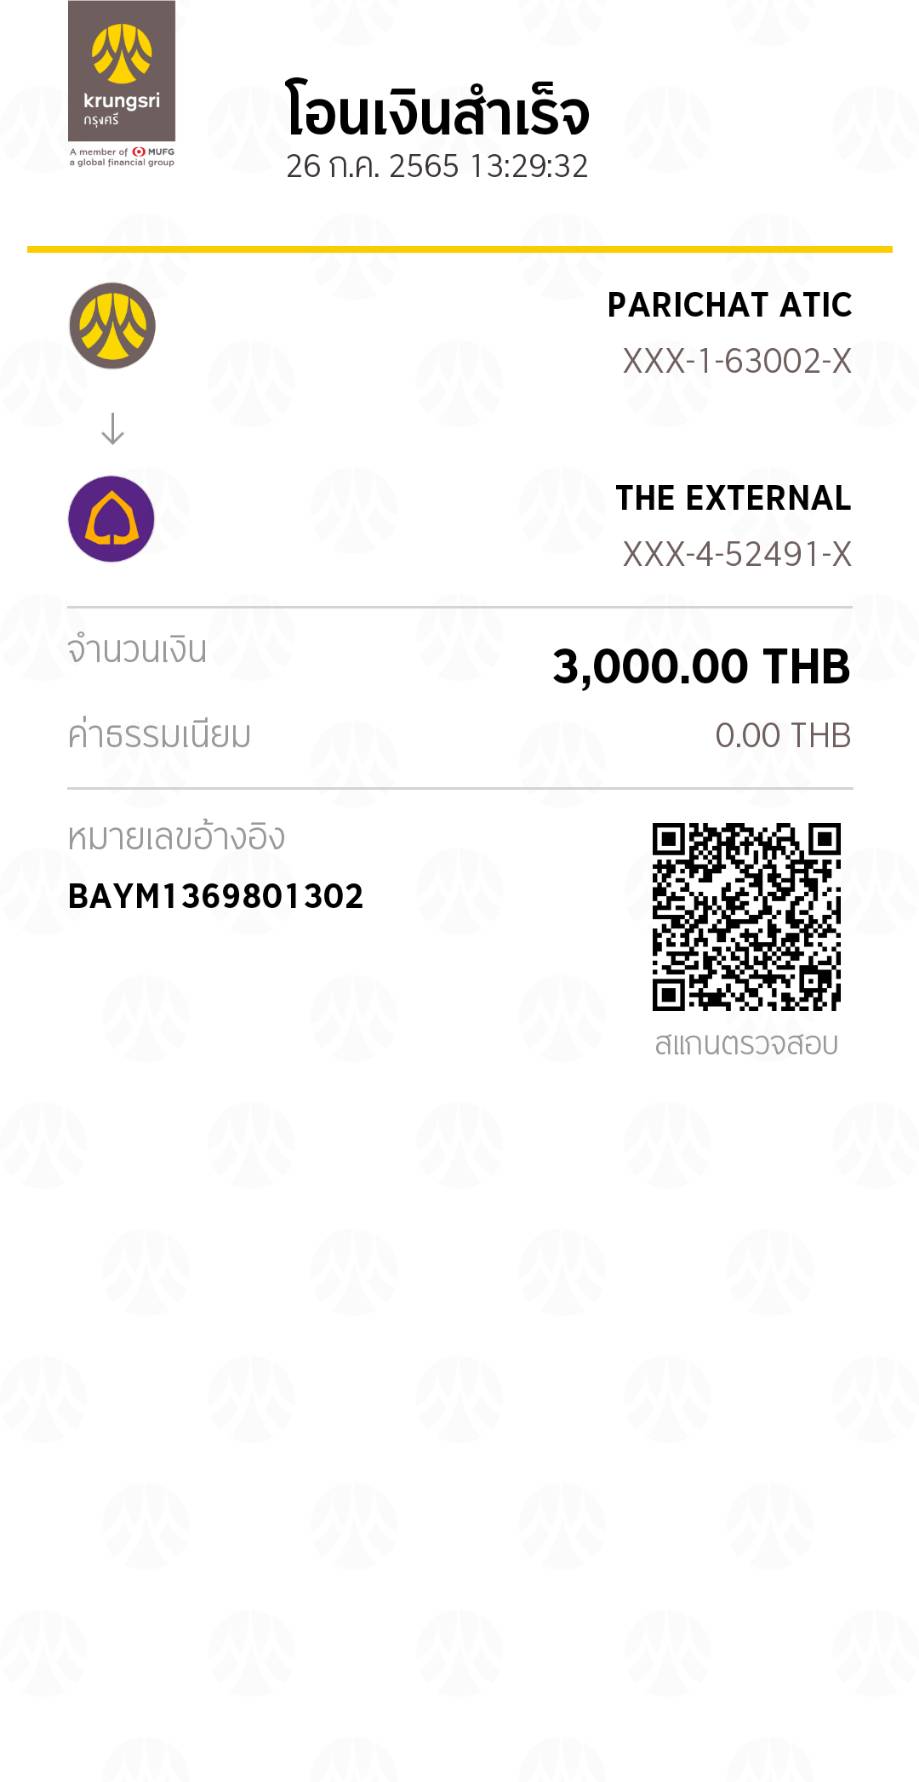 krungsri
กรุงศรี
A member of MUFG
a global financial group
โอนเงินสำเร็จ
26 ก.ค. 2565 13:29:32
PARICHAT ATIC
XXX-1-63002-X
THE EXTERNAL
XXX-4-52491-X
จำนวนเงิน
3,000.00 THB
ค่าธรรมเนียม
0.00 THB
หมายเลขอ้างอิง
BAYM1369801302
สแกนตรวจสอบ